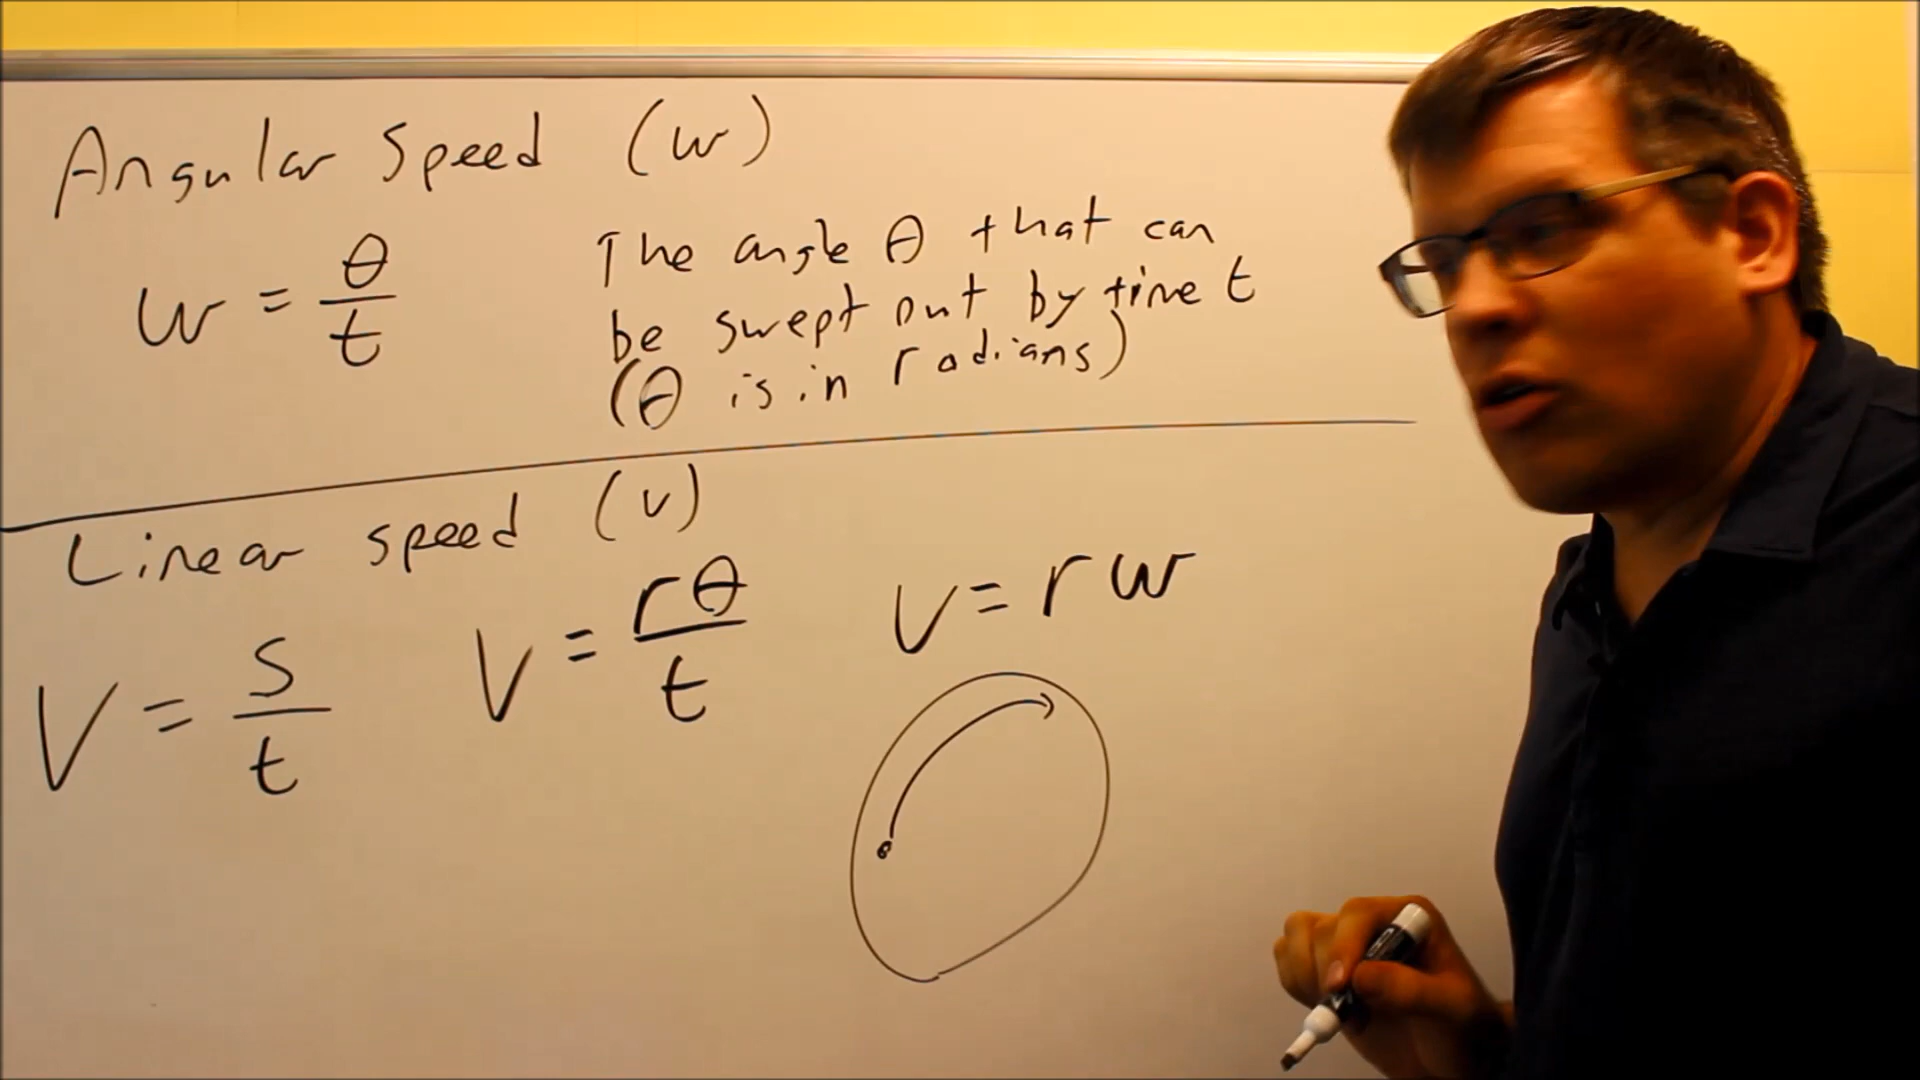 Angular Speed (w)
w = θ/t
The angle θ that can
be swept out by time t
(θ is in radians)
Linear speed (v)
V = s/t
V = rθ/t
V = rw